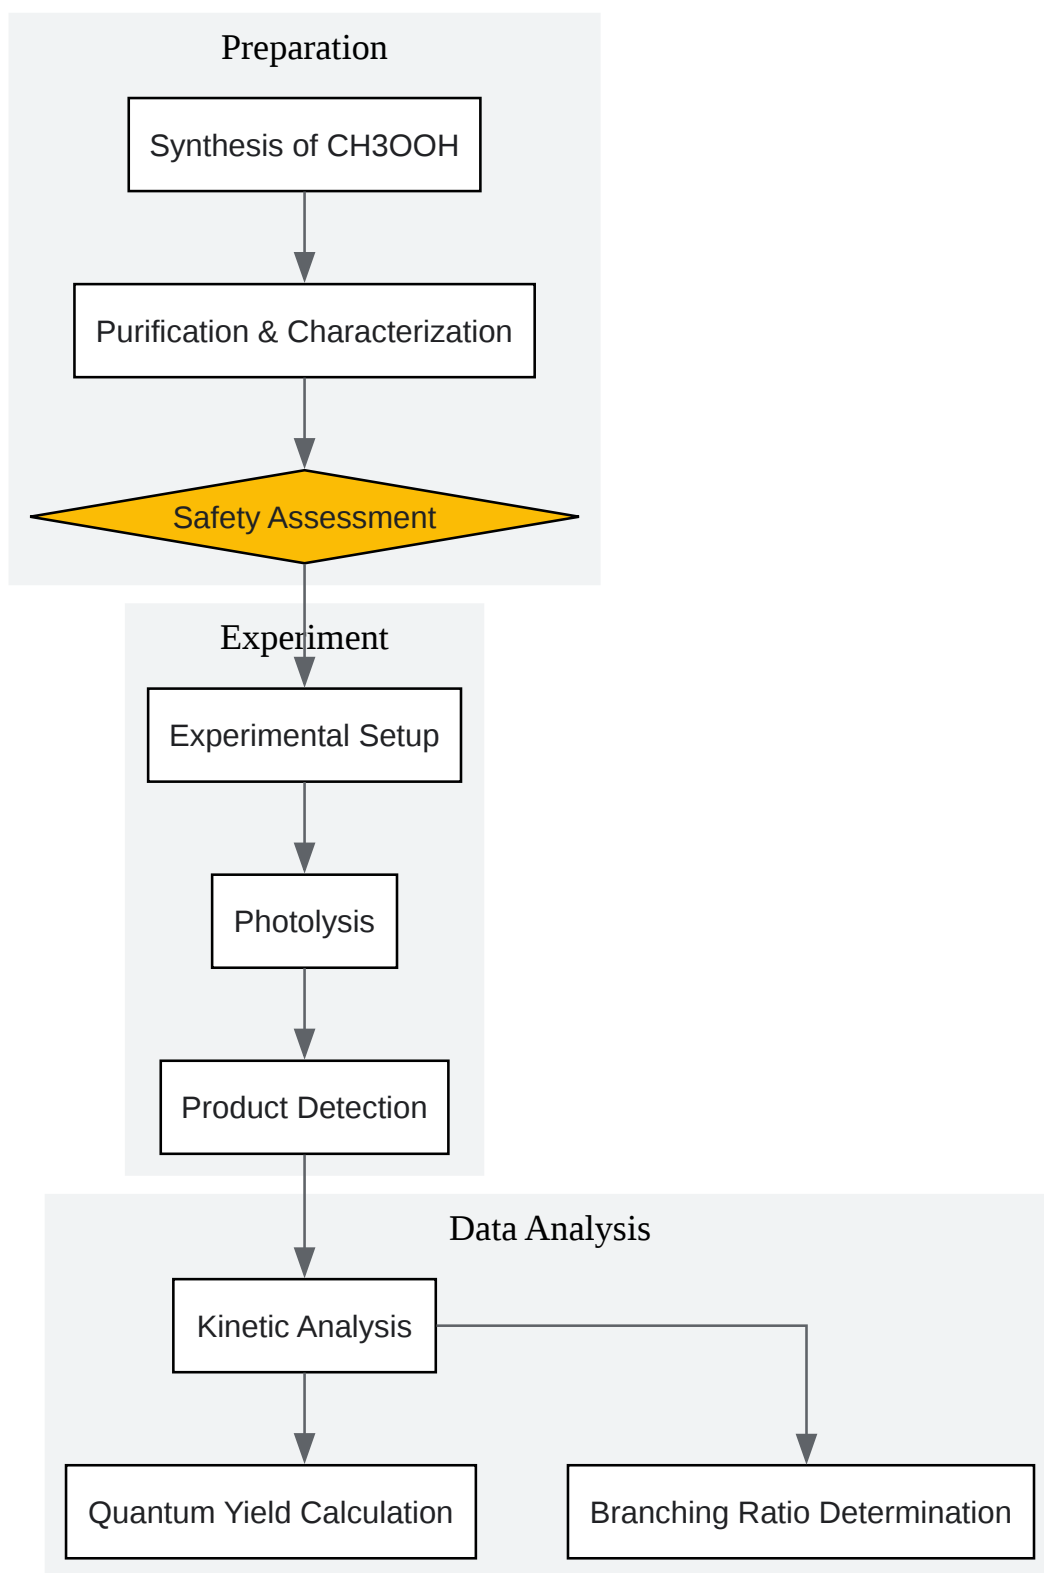 Preparation
Synthesis of CH3OOH
Purification & Characterization
Safety Assessment
Experiment
Experimental Setup
Photolysis
Product Detection
Data Analysis
Kinetic Analysis
Quantum Yield Calculation
Branching Ratio Determination